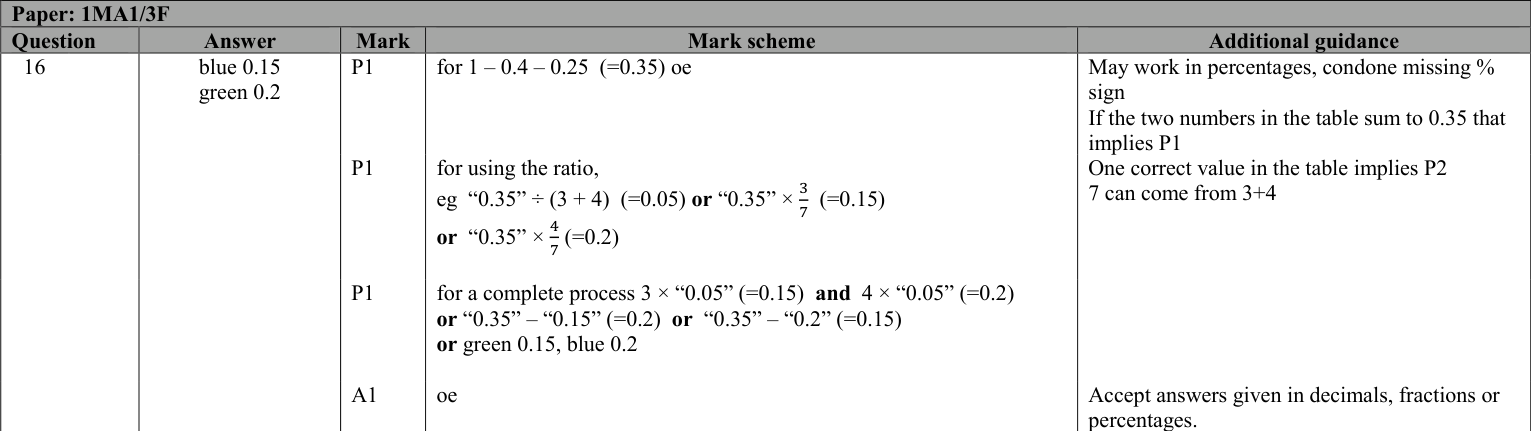 Paper: 1MA1/3F
Question Answer Mark Mark scheme Additional guidance
16 blue 0.15 P1 for 1 – 0.4 – 0.25 (=0.35) oe May work in percentages, condone missing %
green 0.2 sign
If the two numbers in the table sum to 0.35 that
implies P1
P1 for using the ratio, One correct value in the table implies P2
eg “0.35” ÷ (3 + 4) (=0.05) or “0.35” × 3/7 (=0.15) 7 can come from 3+4
or “0.35” × 4/7 (=0.2)
P1 for a complete process 3 × “0.05” (=0.15) and 4 × “0.05” (=0.2)
or “0.35” – “0.15” (=0.2) or “0.35” – “0.2” (=0.15)
or green 0.15, blue 0.2
A1 oe Accept answers given in decimals, fractions or
percentages.